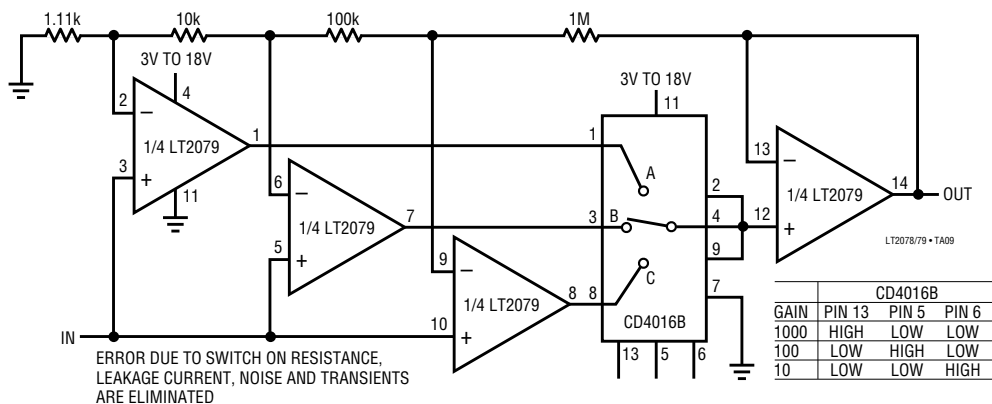 1.11k 10k 100k 1M
3V TO 18V
4
2
1/4 LT2079
1
3
11
3V TO 18V
11
1
A
6
1/4 LT2079
7
5
3
B
2
4
9
13
1/4 LT2079
14
OUT
12
LT2078/79 • TA09
9
1/4 LT2079
8
8
10
C
7
CD4016B
13 5 6
IN
ERROR DUE TO SWITCH ON RESISTANCE,
LEAKAGE CURRENT, NOISE AND TRANSIENTS
ARE ELIMINATED
CD4016B
GAIN PIN 13 PIN 5 PIN 6
1000 HIGH LOW LOW
100 LOW HIGH LOW
10 LOW LOW HIGH